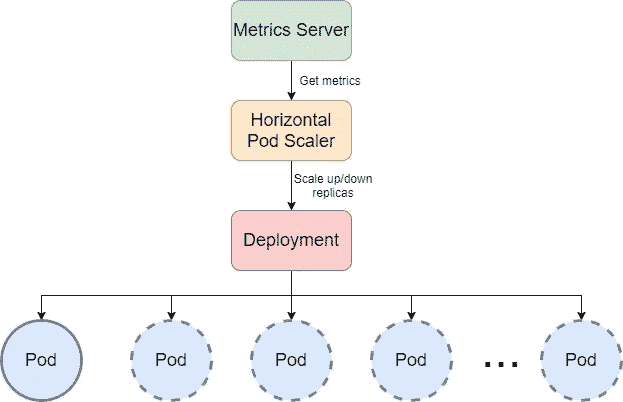 Metrics Server
Get metrics
Horizontal
Pod Scaler
Scale up/down
replicas
Deployment
Pod
Pod
Pod
Pod
...
Pod